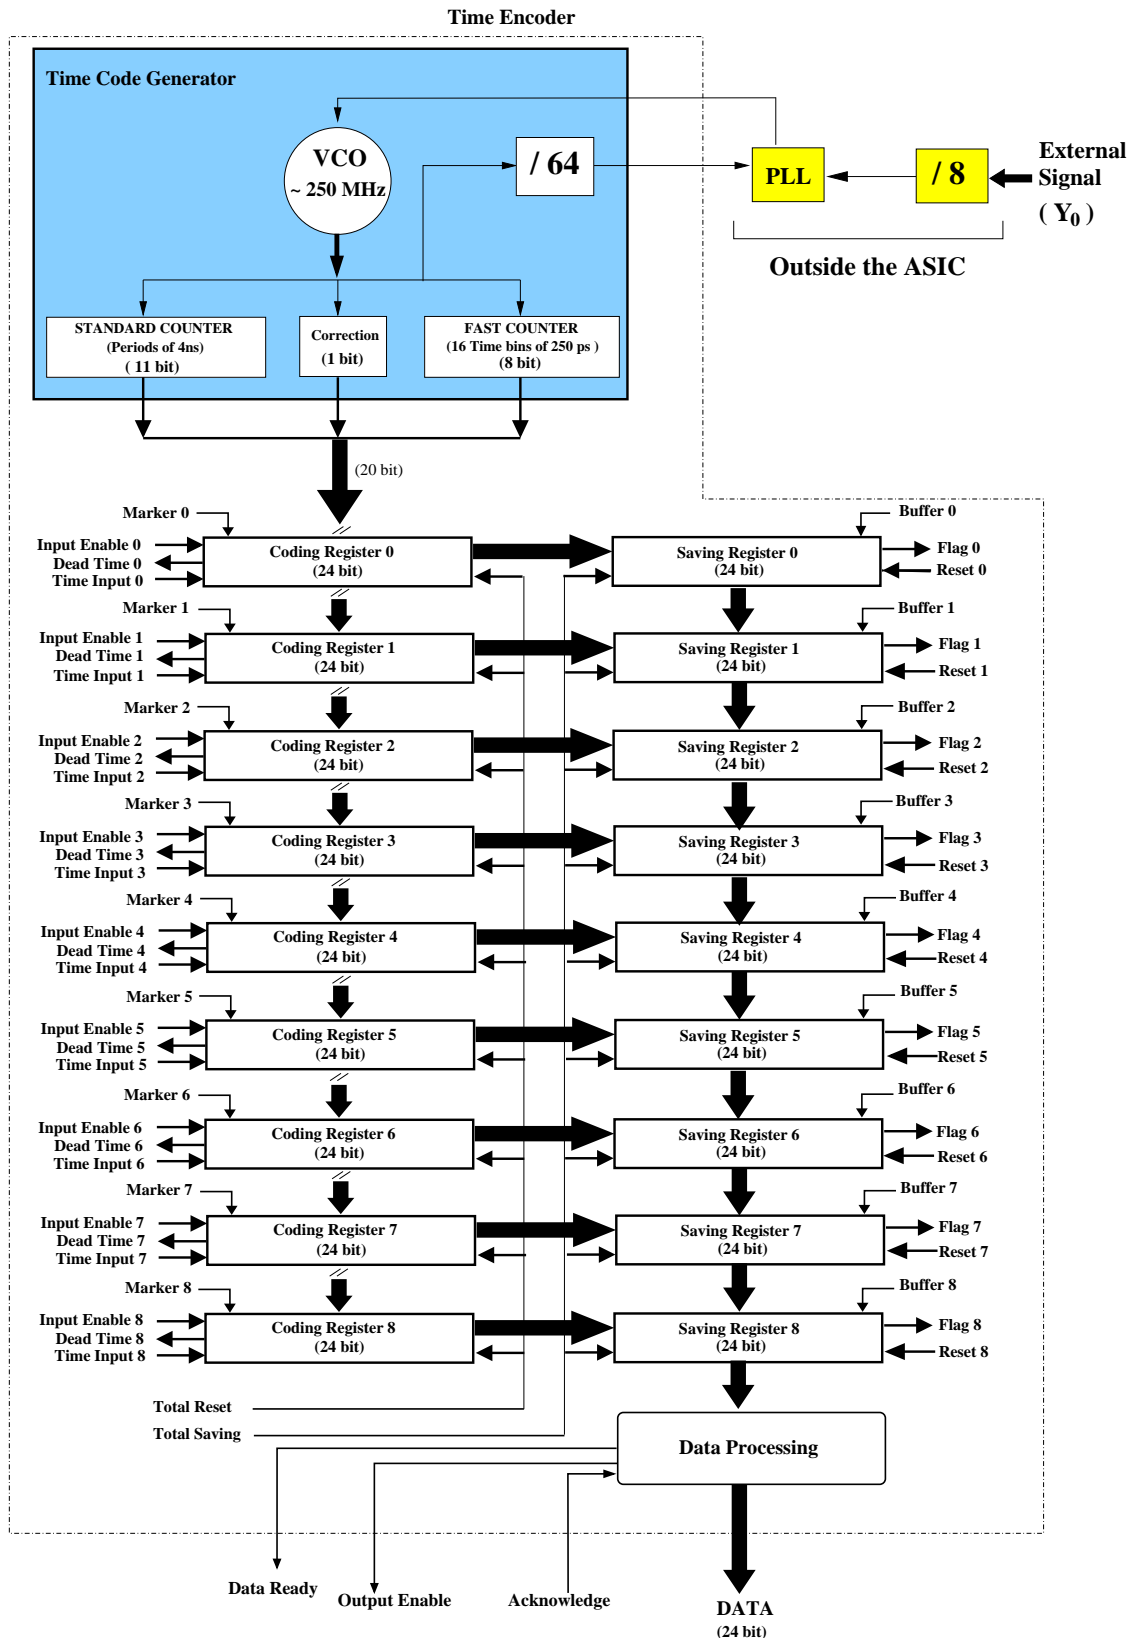 Time Encoder
Time Code Generator
VCO
~ 250 MHz
/ 64
PLL
/ 8
External
Signal
( Y0 )
Outside the ASIC
STANDARD COUNTER
(Periods of 4ns)
( 11 bit)
Correction
(1 bit)
FAST COUNTER
(16 Time bins of 250 ps )
(8 bit)
(20 bit)
Marker 0
Input Enable 0
Dead Time 0
Time Input 0
Coding Register 0
(24 bit)
Saving Register 0
(24 bit)
Buffer 0
Flag 0
Reset 0
Marker 1
Input Enable 1
Dead Time 1
Time Input 1
Coding Register 1
(24 bit)
Saving Register 1
(24 bit)
Buffer 1
Flag 1
Reset 1
Marker 2
Input Enable 2
Dead Time 2
Time Input 2
Coding Register 2
(24 bit)
Saving Register 2
(24 bit)
Buffer 2
Flag 2
Reset 2
Marker 3
Input Enable 3
Dead Time 3
Time Input 3
Coding Register 3
(24 bit)
Saving Register 3
(24 bit)
Buffer 3
Flag 3
Reset 3
Marker 4
Input Enable 4
Dead Time 4
Time Input 4
Coding Register 4
(24 bit)
Saving Register 4
(24 bit)
Buffer 4
Flag 4
Reset 4
Marker 5
Input Enable 5
Dead Time 5
Time Input 5
Coding Register 5
(24 bit)
Saving Register 5
(24 bit)
Buffer 5
Flag 5
Reset 5
Marker 6
Input Enable 6
Dead Time 6
Time Input 6
Coding Register 6
(24 bit)
Saving Register 6
(24 bit)
Buffer 6
Flag 6
Reset 6
Marker 7
Input Enable 7
Dead Time 7
Time Input 7
Coding Register 7
(24 bit)
Saving Register 7
(24 bit)
Buffer 7
Flag 7
Reset 7
Marker 8
Input Enable 8
Dead Time 8
Time Input 8
Coding Register 8
(24 bit)
Saving Register 8
(24 bit)
Buffer 8
Flag 8
Reset 8
Total Reset
Total Saving
Data Processing
Data Ready
Output Enable
Acknowledge
DATA
(24 bit)